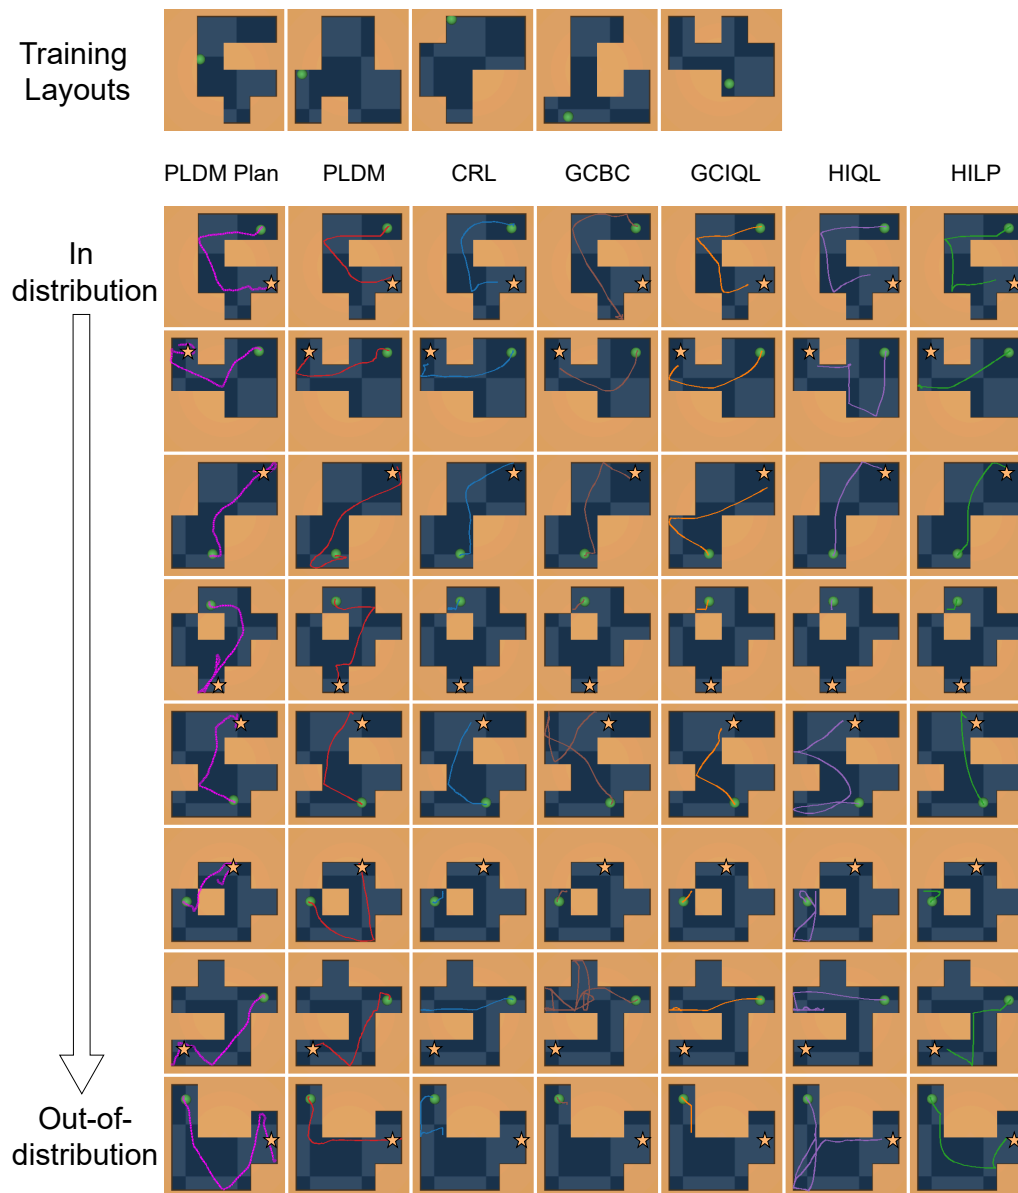 Training
Layouts
PLDM Plan
PLDM
CRL
GCBC
GCIQL
HIQL
HILP
In
distribution
Out-of-
distribution